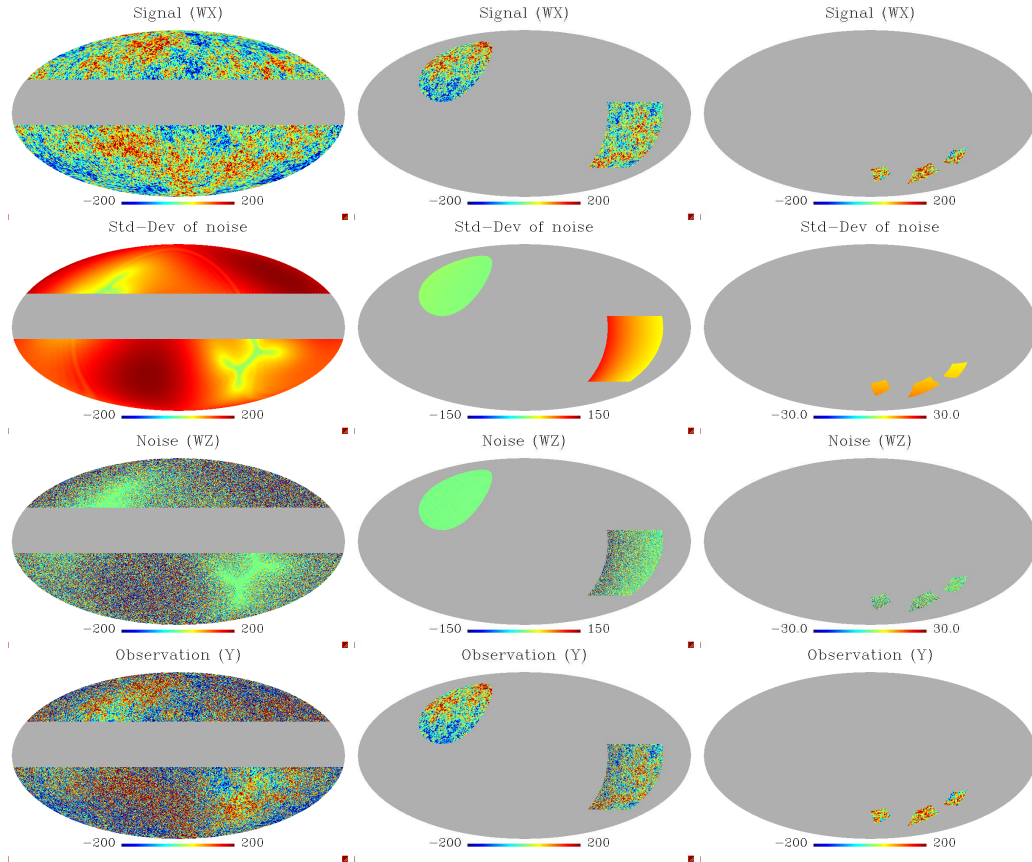 Signal (WX) Signal (WX) Signal (WX)
−200 200 −200 200 −200 200
Std−Dev of noise Std−Dev of noise Std−Dev of noise
−200 200 −150 150 −30.0 30.0
Noise (WZ) Noise (WZ) Noise (WZ)
−200 200 −150 150 −30.0 30.0
Observation (Y) Observation (Y) Observation (Y)
−200 200 −200 200 −200 200